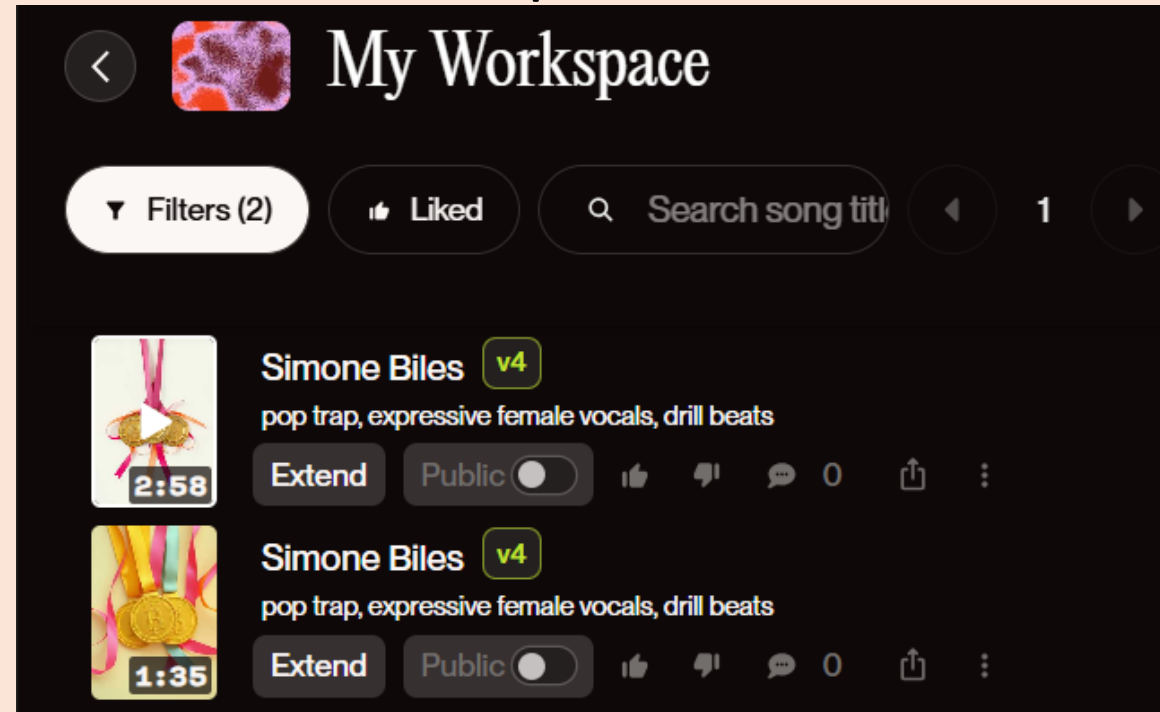 My Workspace
Filters (2) Liked Search song titl 1
Simone Biles v4
pop trap, expressive female vocals, drill beats
2:58 Extend Public 0
Simone Biles v4
pop trap, expressive female vocals, drill beats
1:35 Extend Public 0